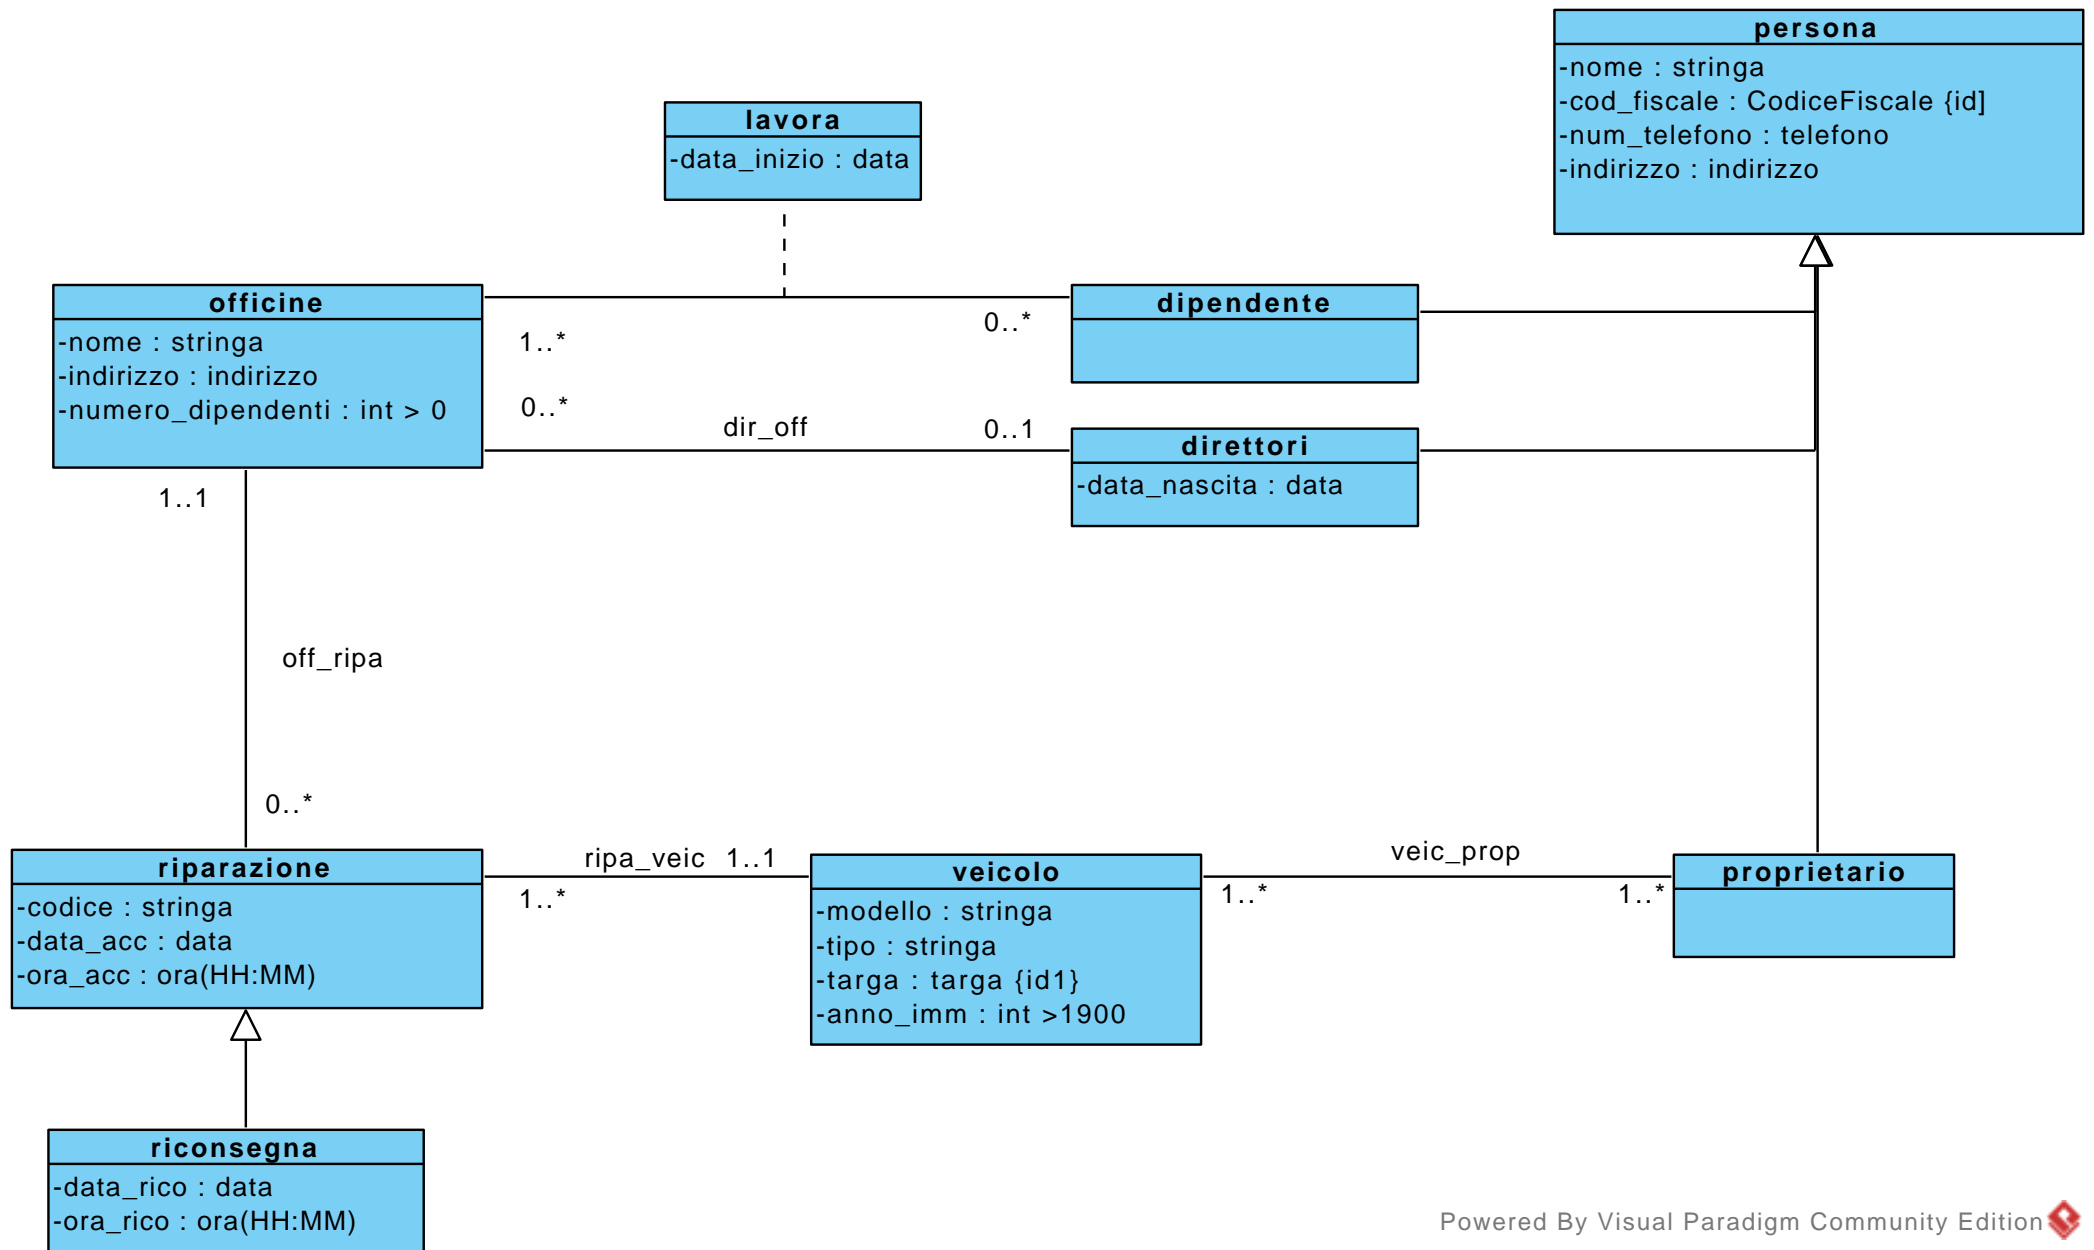 persona
-nome : stringa
-cod_fiscale : CodiceFiscale {id]
-num_telefono : telefono
-indirizzo : indirizzo
lavora
-data_inizio : data
officine
-nome : stringa
-indirizzo : indirizzo
-numero_dipendenti : int > 0
1..*
0..*
dipendente
0..*
dir_off
0..1
direttori
-data_nascita : data
1..1
off_ripa
0..*
riparazione
-codice : stringa
-data_acc : data
-ora_acc : ora(HH:MM)
ripa_veic 1..1
1..*
veicolo
-modello : stringa
-tipo : stringa
-targa : targa {id1}
-anno_imm : int >1900
veic_prop
1..*
1..*
proprietario
riconsegna
-data_rico : data
-ora_rico : ora(HH:MM)
Powered By Visual Paradigm Community Edition